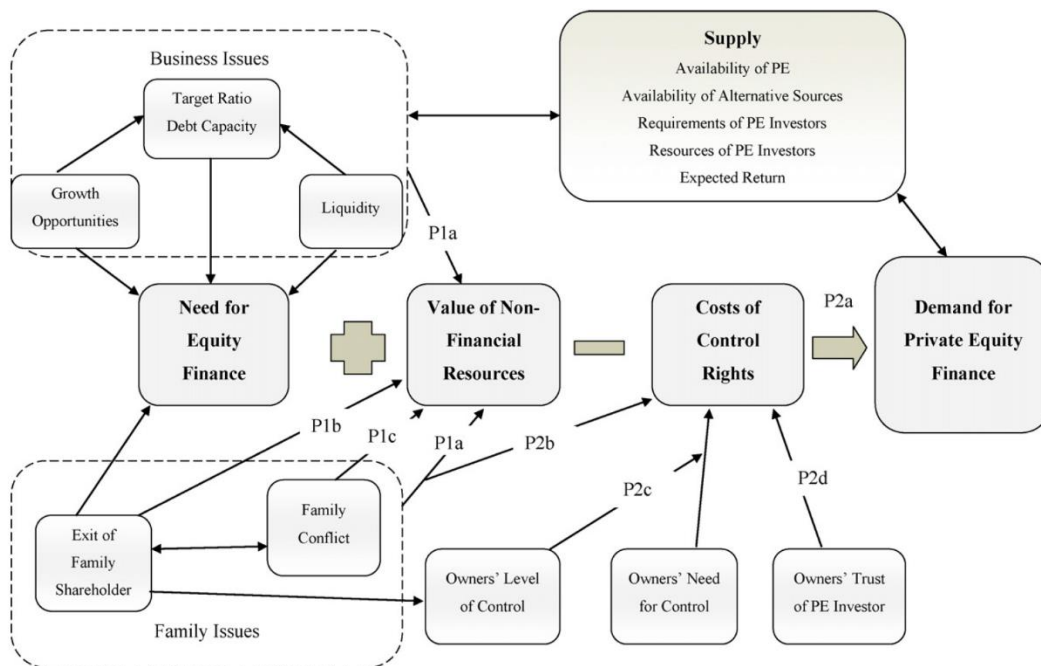 Business Issues
Target Ratio
Debt Capacity
Growth
Opportunities
Liquidity
Supply
Availability of PE
Availability of Alternative Sources
Requirements of PE Investors
Resources of PE Investors
Expected Return
P1a
Need for
Equity
Finance
Value of Non-
Financial
Resources
Costs of
Control
Rights
P2a
Demand for
Private Equity
Finance
P1b
P1c
P1a
P2b
P2c
P2d
Exit of
Family
Shareholder
Family
Conflict
Family Issues
Owners' Level
of Control
Owners' Need
for Control
Owners' Trust
of PE Investor